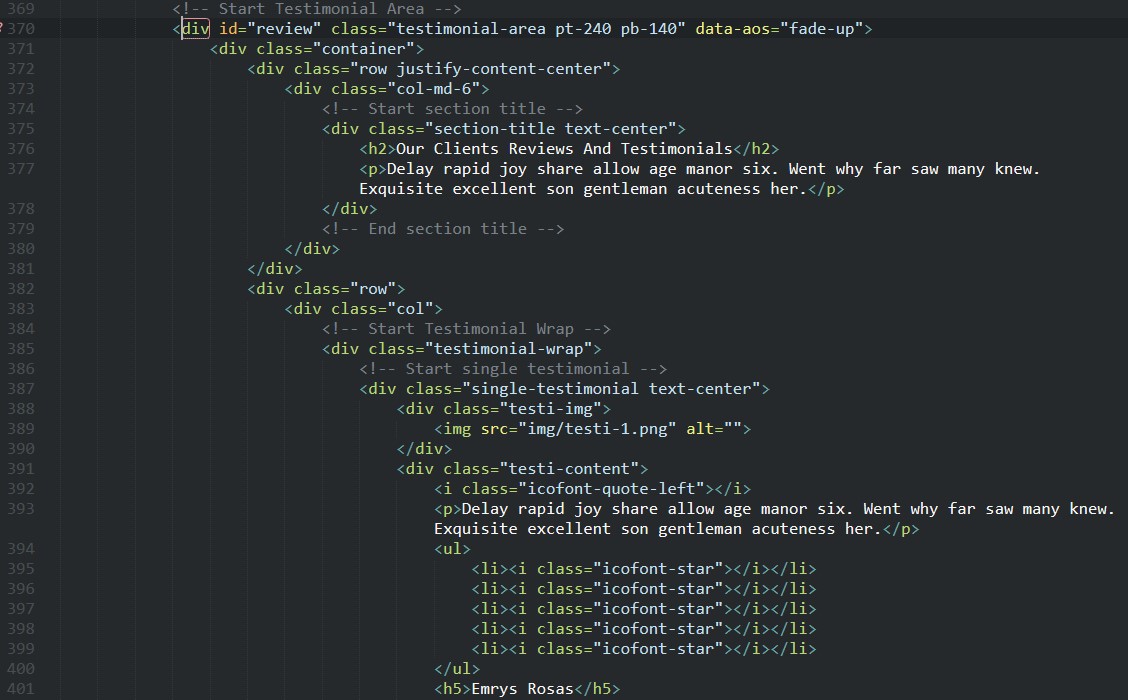 369 <!-- Start Testimonial Area -->
370 <div id="review" class="testimonial-area pt-240 pb-140" data-aos="fade-up">
371 <div class="container">
372 <div class="row justify-content-center">
373 <div class="col-md-6">
374 <!-- Start section title -->
375 <div class="section-title text-center">
376 <h2>Our Clients Reviews And Testimonials</h2>
377 <p>Delay rapid joy share allow age manor six. Went why far saw many knew.
Exquisite excellent son gentleman acuteness her.</p>
378 </div>
379 <!-- End section title -->
380 </div>
381 </div>
382 <div class="row">
383 <div class="col">
384 <!-- Start Testimonial Wrap -->
385 <div class="testimonial-wrap">
386 <!-- Start single testimonial -->
387 <div class="single-testimonial text-center">
388 <div class="testi-img">
389 <img src="img/testi-1.png" alt="">
390 </div>
391 <div class="testi-content">
392 <i class="icofont-quote-left"></i>
393 <p>Delay rapid joy share allow age manor six. Went why far saw many knew.
Exquisite excellent son gentleman acuteness her.</p>
394 <ul>
395 <li><i class="icofont-star"></i></li>
396 <li><i class="icofont-star"></i></li>
397 <li><i class="icofont-star"></i></li>
398 <li><i class="icofont-star"></i></li>
399 <li><i class="icofont-star"></i></li>
400 </ul>
401 <h5>Emrys Rosas</h5>